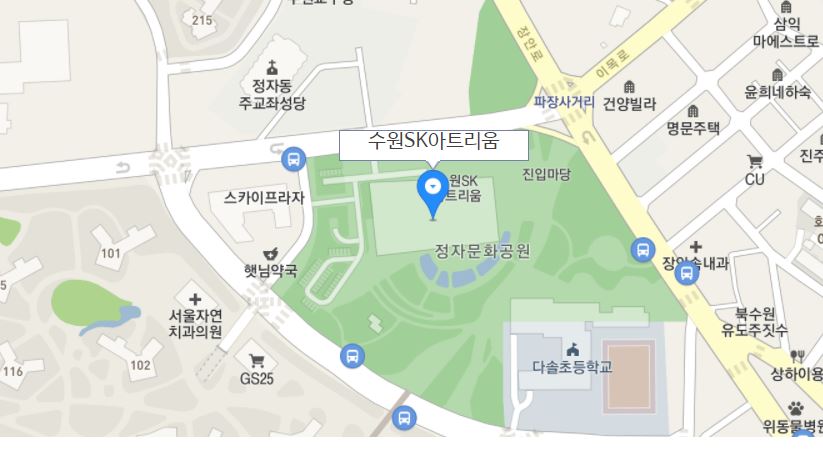 215
삼익
마에스트로
장안로
이목로
정자동
주교좌성당
파장사거리
건양빌라
윤희네하숙
명문주택
수원SK아트리움
CU
진입마당
원SK
트리움
스카이프라자
정자문화공원
101
햇님약국
서울자연
치과의원
북수원
유도주짓수
102
116
GS25
다솔초등학교
상하이용
위동물병원